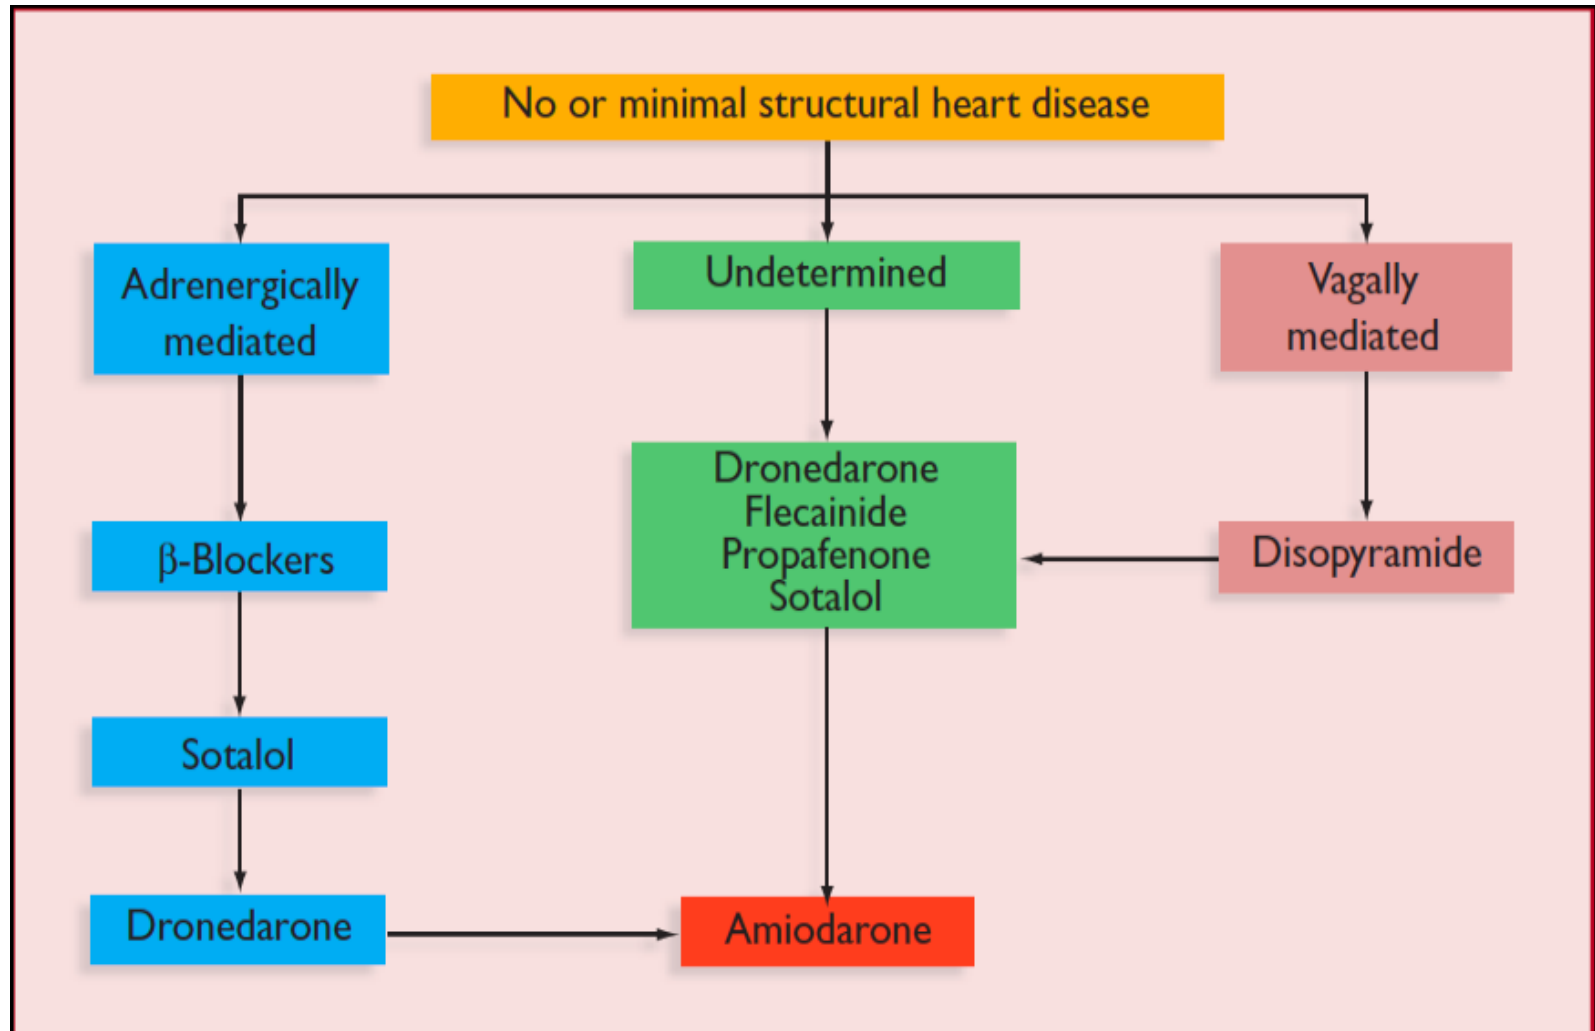 No or minimal structural heart disease
Adrenergically
mediated
Undetermined
Vagally
mediated
Dronedarone
Flecainide
Propafenone
Sotalol
β-Blockers
Disopyramide
Sotalol
Dronedarone
Amiodarone